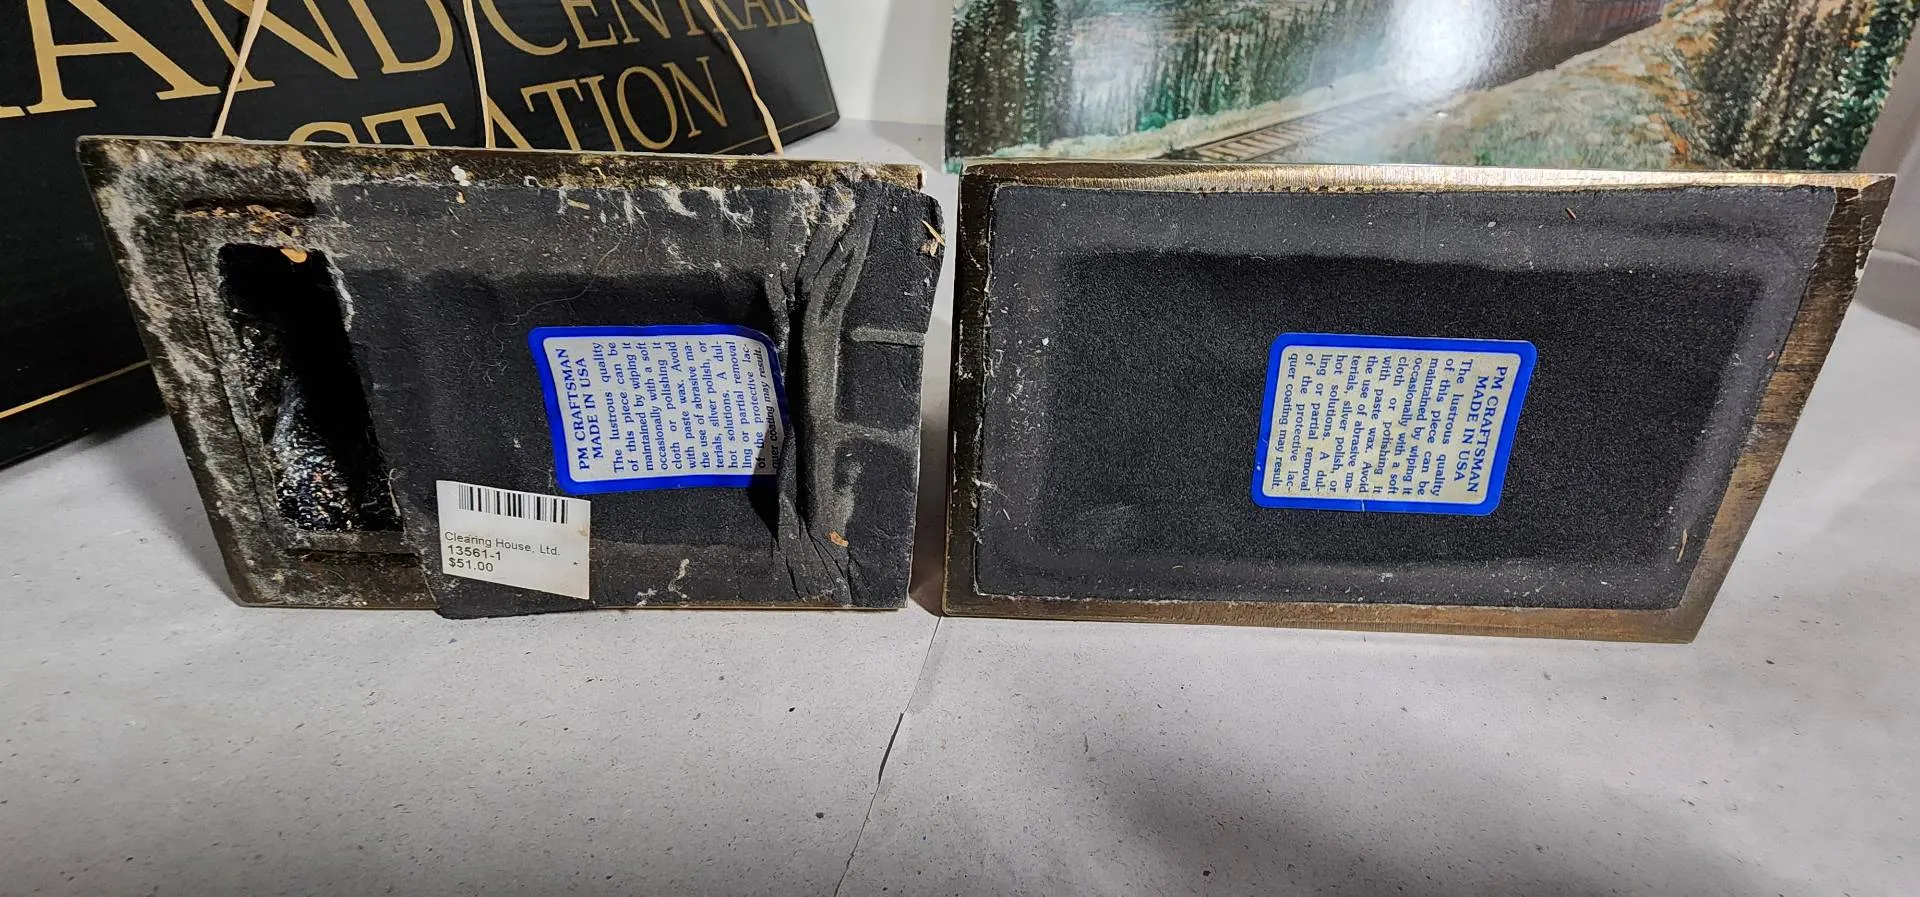 AND CENTRAL
STATION
PM CRAFTSMAN
MADE IN USA
The lustrous quality
of this piece can be
maintained by wiping it
occasionally with a soft
cloth or polishing it
with paste wax. Avoid
the use of abrasive ma-
terials, silver polish, or
hot solutions. A dul-
ling or partial removal
of the protective lac-
quer coating may result.
Clearing House, Ltd.
13561-1
$51.00
PM CRAFTSMAN
MADE IN USA
The lustrous quality
of this piece can be
maintained by wiping it
occasionally with a soft
cloth or polishing it
with paste wax. Avoid
the use of abrasive ma-
terials, silver polish, or
hot solutions. A dul-
ling or partial removal
of the protective lac-
quer coating may result.